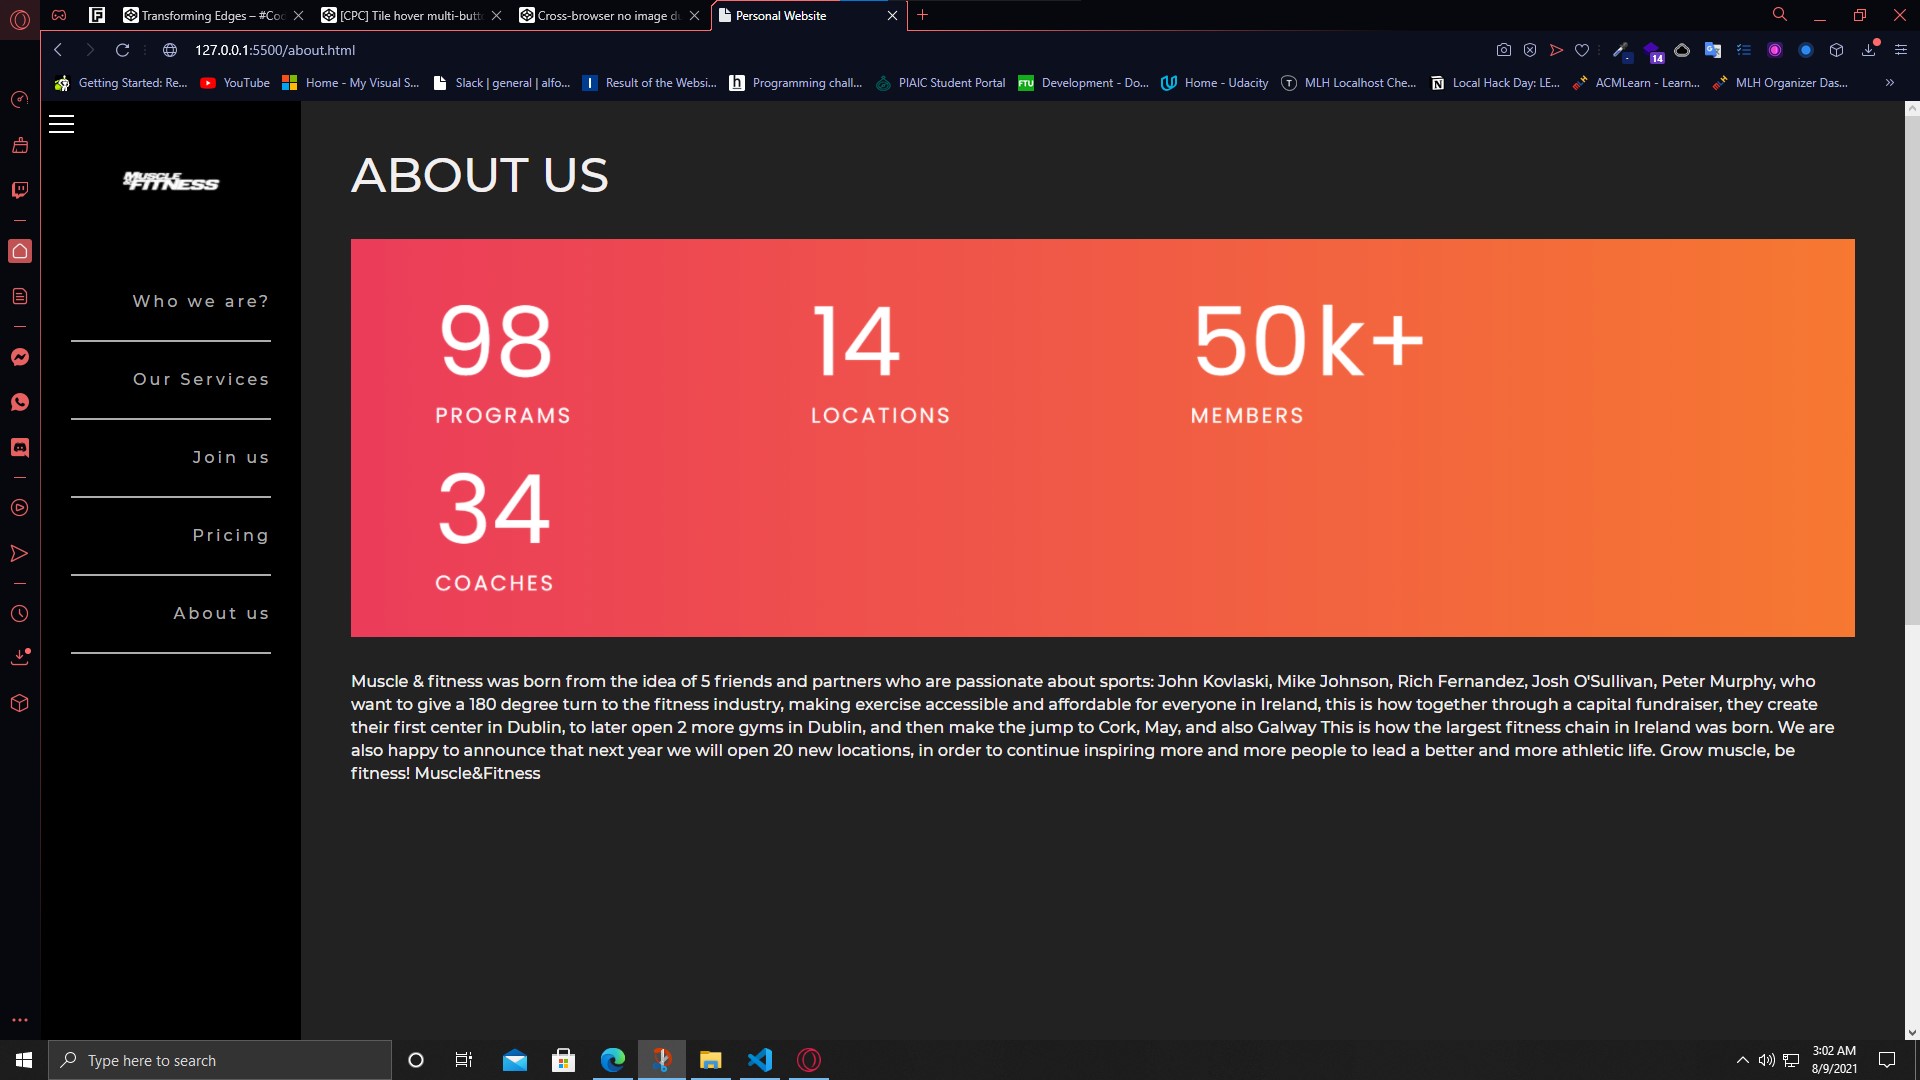 Transforming Edges – #Cod
[CPC] Tile hover multi-butt
Cross-browser no image d
Personal Website
127.0.0.1:5500/about.html
14
Getting Started: Re...
YouTube
Home - My Visual S...
Slack | general | alfo...
Result of the Websi...
Programming chall...
PIAIC Student Portal
FTU
Development - Do...
Home - Udacity
MLH Localhost Che...
Local Hack Day: LE...
ACMLearn - Learn...
MLH Organizer Das...
MUSCLE
&FITNESS
Who we are?
Our Services
Join us
Pricing
About us
ABOUT US
98
PROGRAMS
14
LOCATIONS
50k+
MEMBERS
34
COACHES
Muscle & fitness was born from the idea of 5 friends and partners who are passionate about sports: John Kovlaski, Mike Johnson, Rich Fernandez, Josh O'Sullivan, Peter Murphy, who
want to give a 180 degree turn to the fitness industry, making exercise accessible and affordable for everyone in Ireland, this is how together through a capital fundraiser, they create
their first center in Dublin, to later open 2 more gyms in Dublin, and then make the jump to Cork, May, and also Galway This is how the largest fitness chain in Ireland was born. We are
also happy to announce that next year we will open 20 new locations, in order to continue inspiring more and more people to lead a better and more athletic life. Grow muscle, be
fitness! Muscle&Fitness
Type here to search
3:02 AM
8/9/2021